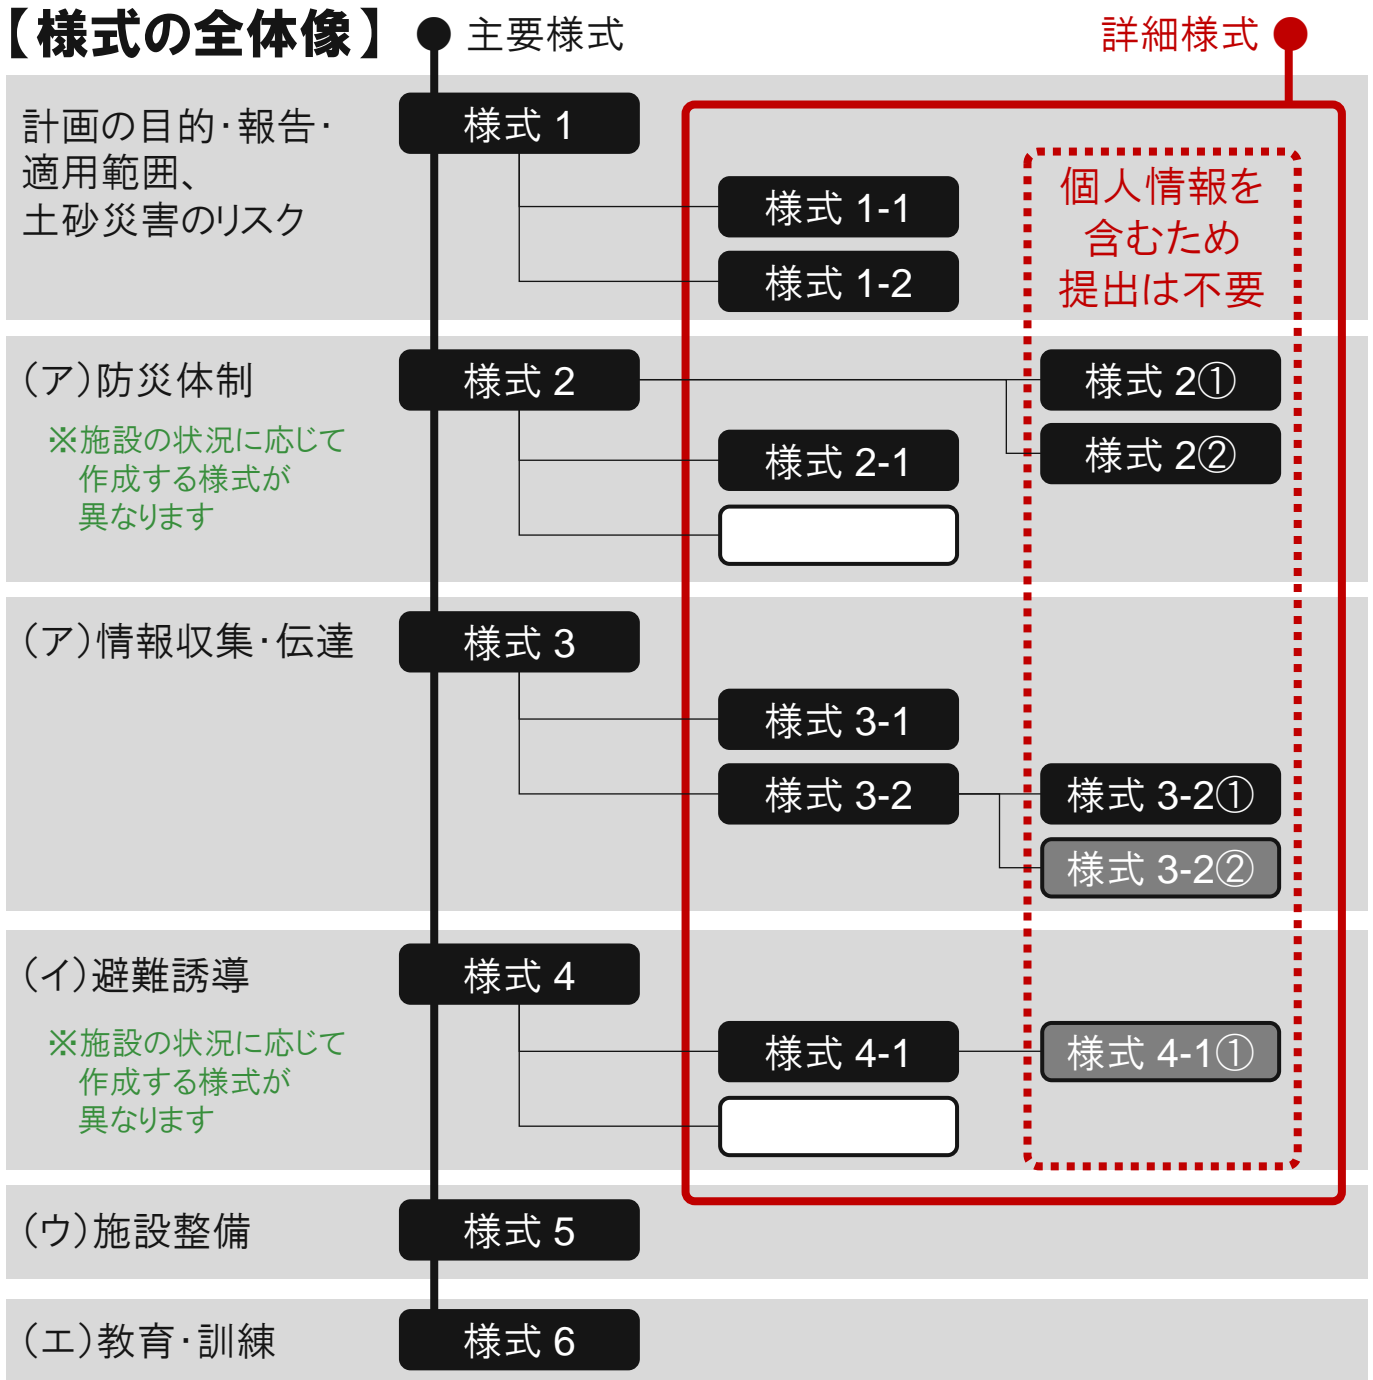 【様式の全体像】
主要様式
詳細様式
計画の目的・報告・
適用範囲、
土砂災害のリスク
様式 1
様式 1-1
様式 1-2
個人情報を
含むため
提出は不要
(ア)防災体制
※施設の状況に応じて
作成する様式が
異なります
様式 2
様式 2-1
様式 2①
様式 2②
(ア)情報収集・伝達
様式 3
様式 3-1
様式 3-2
様式 3-2①
様式 3-2②
(イ)避難誘導
※施設の状況に応じて
作成する様式が
異なります
様式 4
様式 4-1
様式 4-1①
(ウ)施設整備
様式 5
(エ)教育・訓練
様式 6